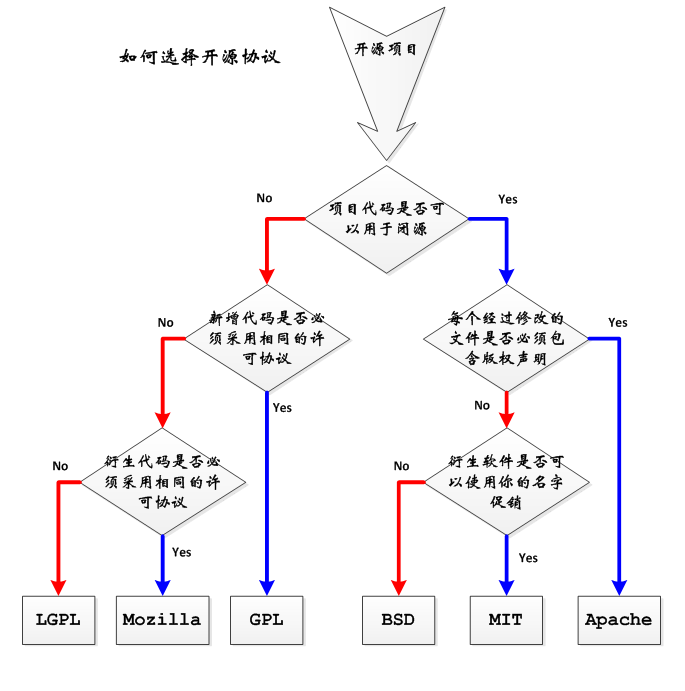 如何选择开源协议
开源项目
No
Yes
项目代码是否可
以用于闭源
No
新增代码是否必
须采用相同的许
可协议
每个经过修改的
文件是否必须包
含版权声明
Yes
Yes
No
No
衍生代码是否必
须采用相同的许
可协议
No
衍生软件是否可
以使用你的名字
促销
Yes
Yes
LGPL
Mozilla
GPL
BSD
MIT
Apache